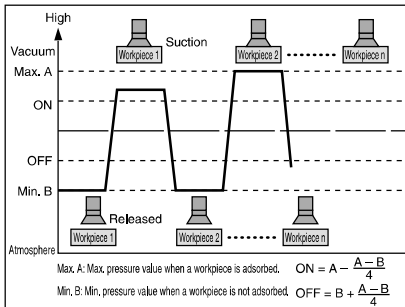 High
Suction
Vacuum
Workpiece 1
Workpiece 2
Workpiece n
Max. A
ON
OFF
Min. B
Released
Workpiece 1
Workpiece 2
Workpiece n
Atmosphere
Max. A: Max. pressure value when a workpiece is adsorbed. ON = A − (A − B)/4
Min, B: Min, pressure value when a workpiece is not adsorbed. OFF = B + (A − B)/4